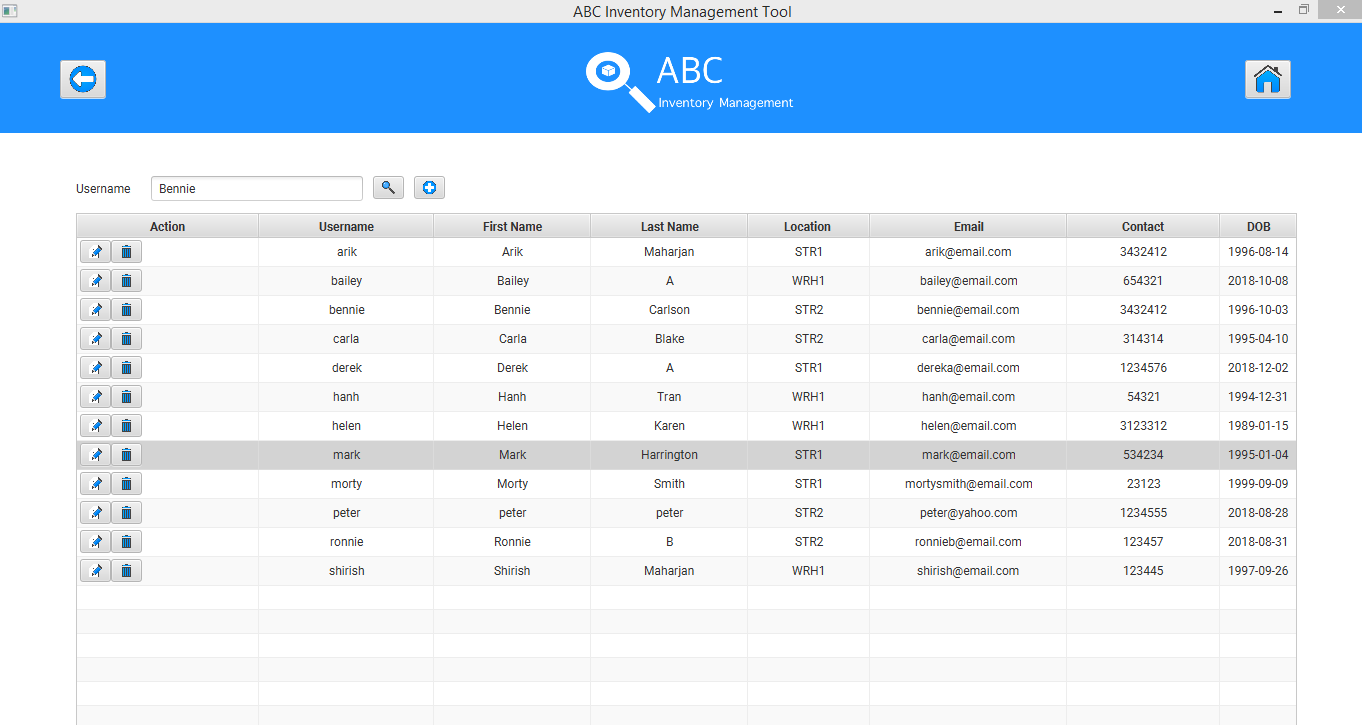 ABC Inventory Management Tool
ABC
Inventory Management
Username Bennie
Action Username First Name Last Name Location Email Contact DOB
arik Arik Maharjan STR1 arik@email.com 3432412 1996-08-14
bailey Bailey A WRH1 bailey@email.com 654321 2018-10-08
bennie Bennie Carlson STR2 bennie@email.com 3432412 1996-10-03
carla Carla Blake STR2 carla@email.com 314314 1995-04-10
derek Derek A STR1 dereka@email.com 1234576 2018-12-02
hanh Hanh Tran WRH1 hanh@email.com 54321 1994-12-31
helen Helen Karen WRH1 helen@email.com 3123312 1989-01-15
mark Mark Harrington STR1 mark@email.com 534234 1995-01-04
morty Morty Smith STR1 mortysmith@email.com 23123 1999-09-09
peter peter peter STR2 peter@yahoo.com 1234555 2018-08-28
ronnie Ronnie B STR2 ronnieb@email.com 123457 2018-08-31
shirish Shirish Maharjan WRH1 shirish@email.com 123445 1997-09-26